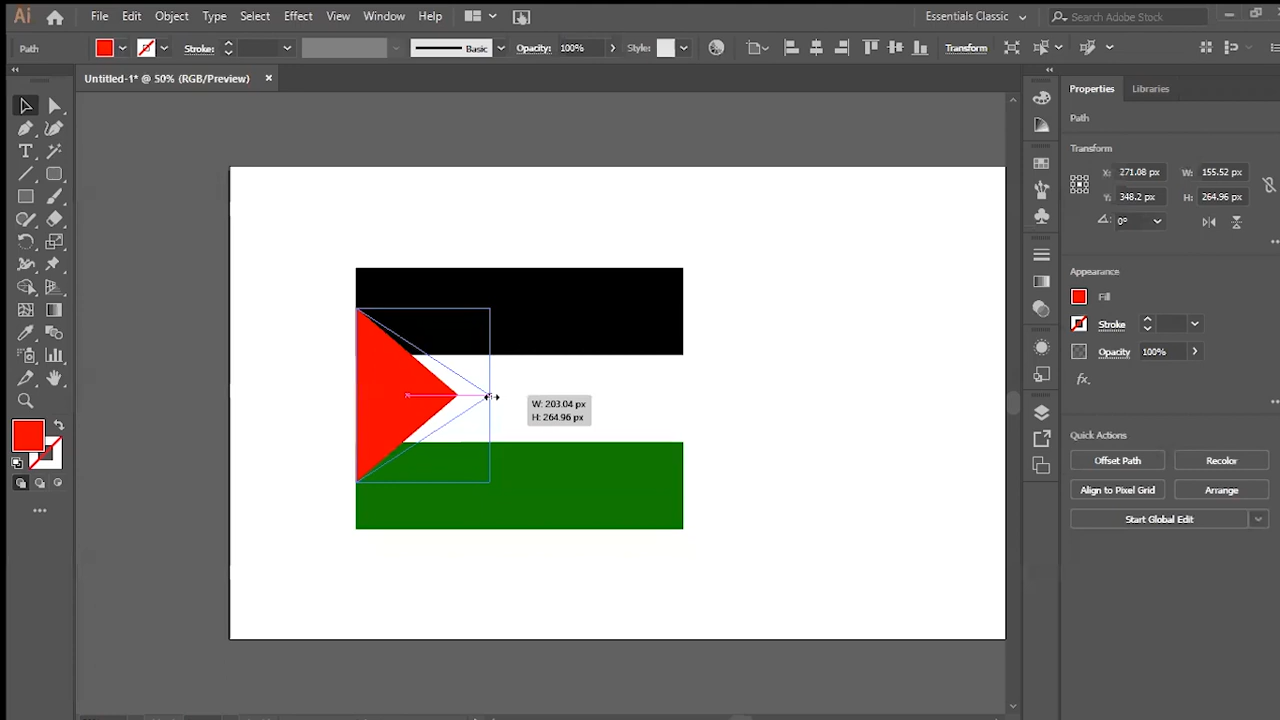 Ai File Edit Object Type Select Effect View Window Help Essentials Classic Search Adobe Stock
Path Stroke: Basic Opacity: 100% Style: Transform
Untitled-1* @ 50% (RGB/Preview) ×
Properties Libraries
Path
Transform
X: 271.08 px W: 155.52 px
Y: 348.2 px H: 264.96 px
0°
Appearance
Fill
Stroke
Opacity 100%
fx.
Quick Actions
Offset Path Recolor
Align to Pixel Grid Arrange
Start Global Edit
W: 203.04 px
H: 264.96 px